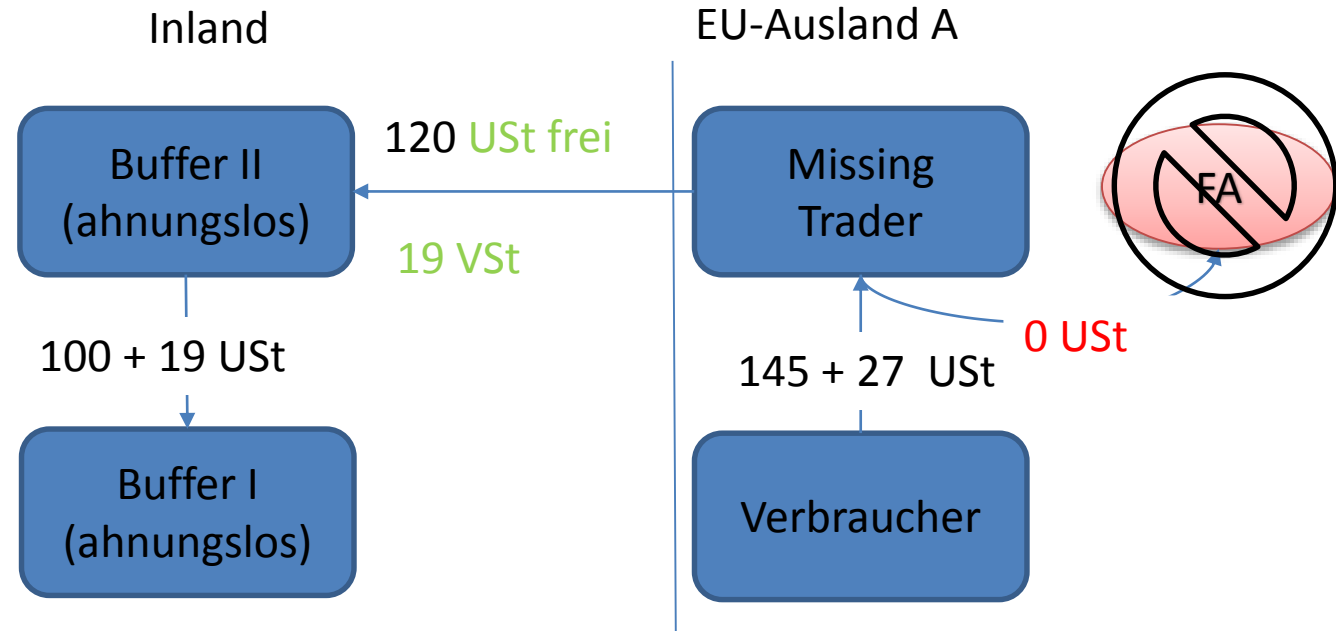 Inland
EU-Ausland A
Buffer II
(ahnungslos)
120 USt frei
19 VSt
Missing
Trader
FA
0 USt
100 + 19 USt
145 + 27 USt
Buffer I
(ahnungslos)
Verbraucher